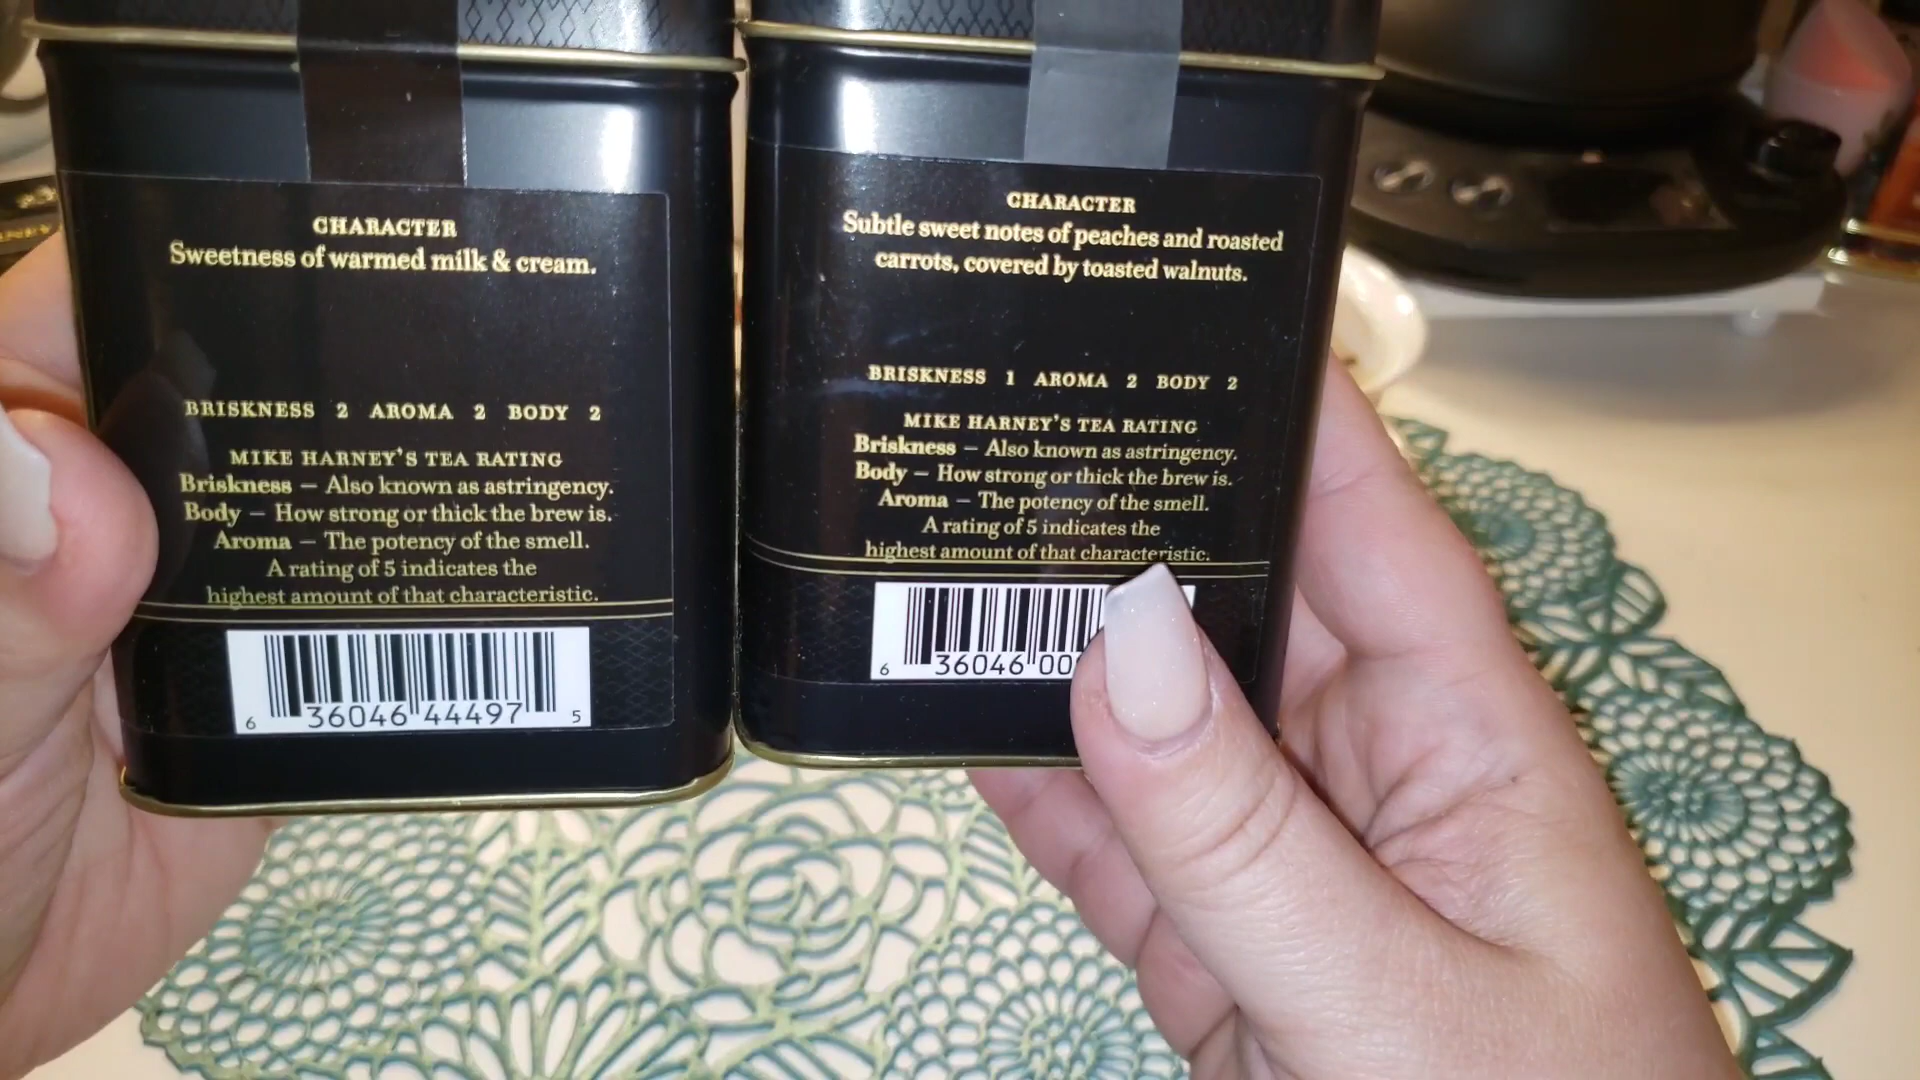 CHARACTER
Sweetness of warmed milk & cream.
BRISKNESS 2 AROMA 2 BODY 2
MIKE HARNEY'S TEA RATING
Briskness – Also known as astringency.
Body – How strong or thick the brew is.
Aroma – The potency of the smell.
A rating of 5 indicates the
highest amount of that characteristic.
6 36046 44497 5
CHARACTER
Subtle sweet notes of peaches and roasted
carrots, covered by toasted walnuts.
BRISKNESS 1 AROMA 2 BODY 2
MIKE HARNEY'S TEA RATING
Briskness – Also known as astringency.
Body – How strong or thick the brew is.
Aroma – The potency of the smell.
A rating of 5 indicates the
highest amount of that characteristic.
6 36046 00